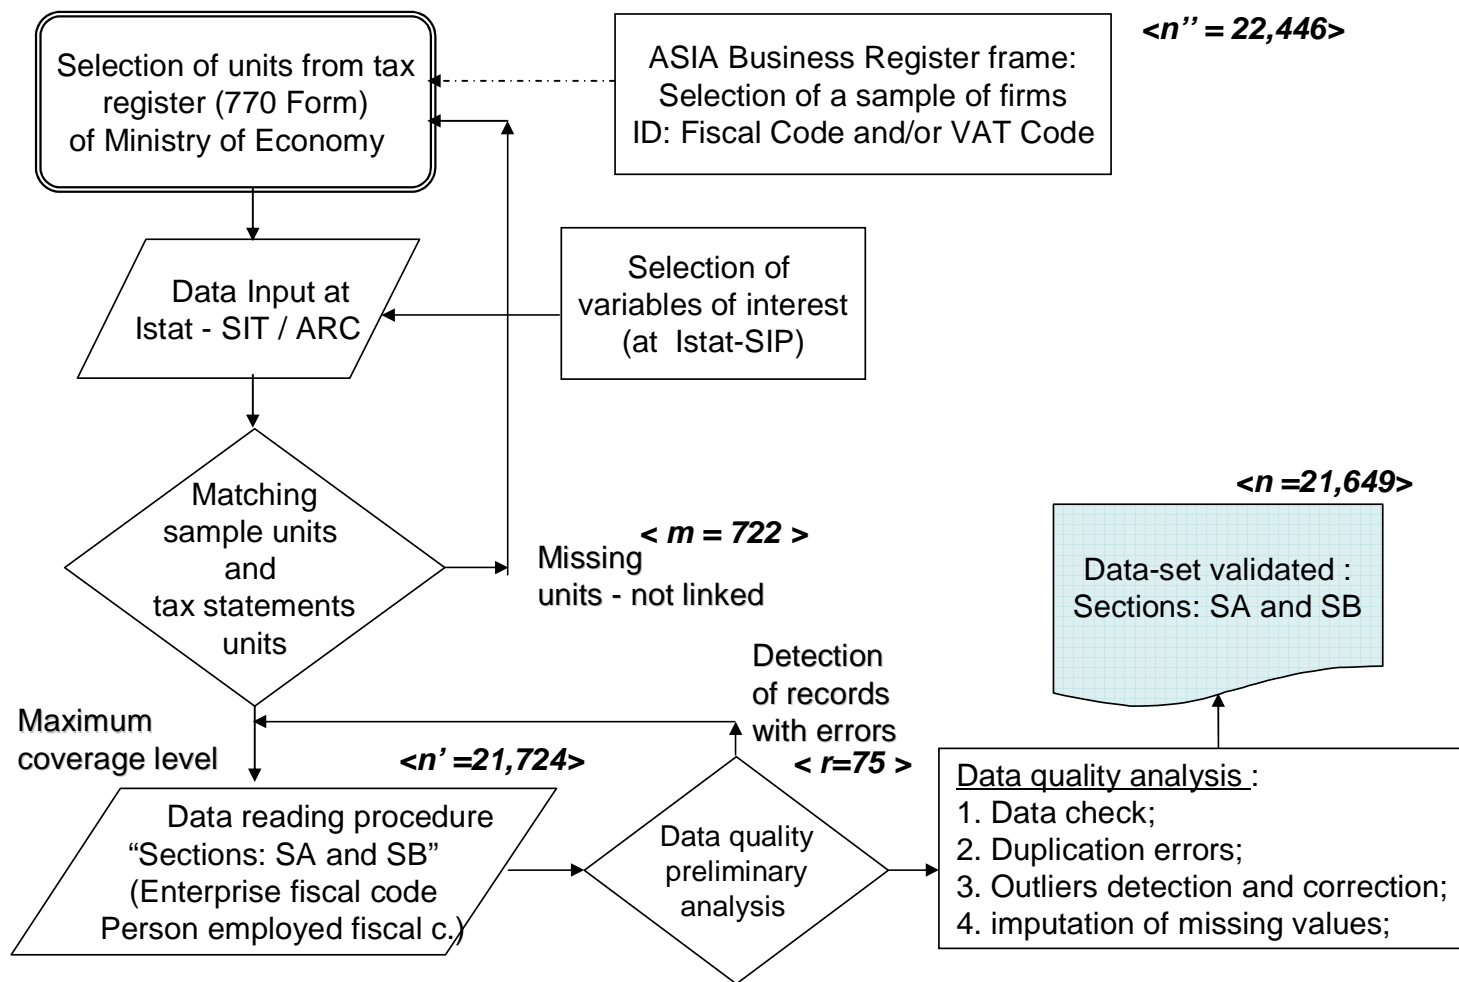 Selection of units from tax
register (770 Form)
of Ministry of Economy
ASIA Business Register frame:
Selection of a sample of firms
ID: Fiscal Code and/or VAT Code
<n’’ = 22,446>
Data Input at
Istat - SIT / ARC
Selection of
variables of interest
(at Istat-SIP)
Matching
sample units
and
tax statements
units
< m = 722 >
Missing
units - not linked
<n =21,649>
Data-set validated :
Sections: SA and SB
Maximum
coverage level
<n’ =21,724>
Detection
of records
with errors
< r=75 >
Data reading procedure
“Sections: SA and SB”
(Enterprise fiscal code
Person employed fiscal c.)
Data quality
preliminary
analysis
Data quality analysis :
1. Data check;
2. Duplication errors;
3. Outliers detection and correction;
4. imputation of missing values;